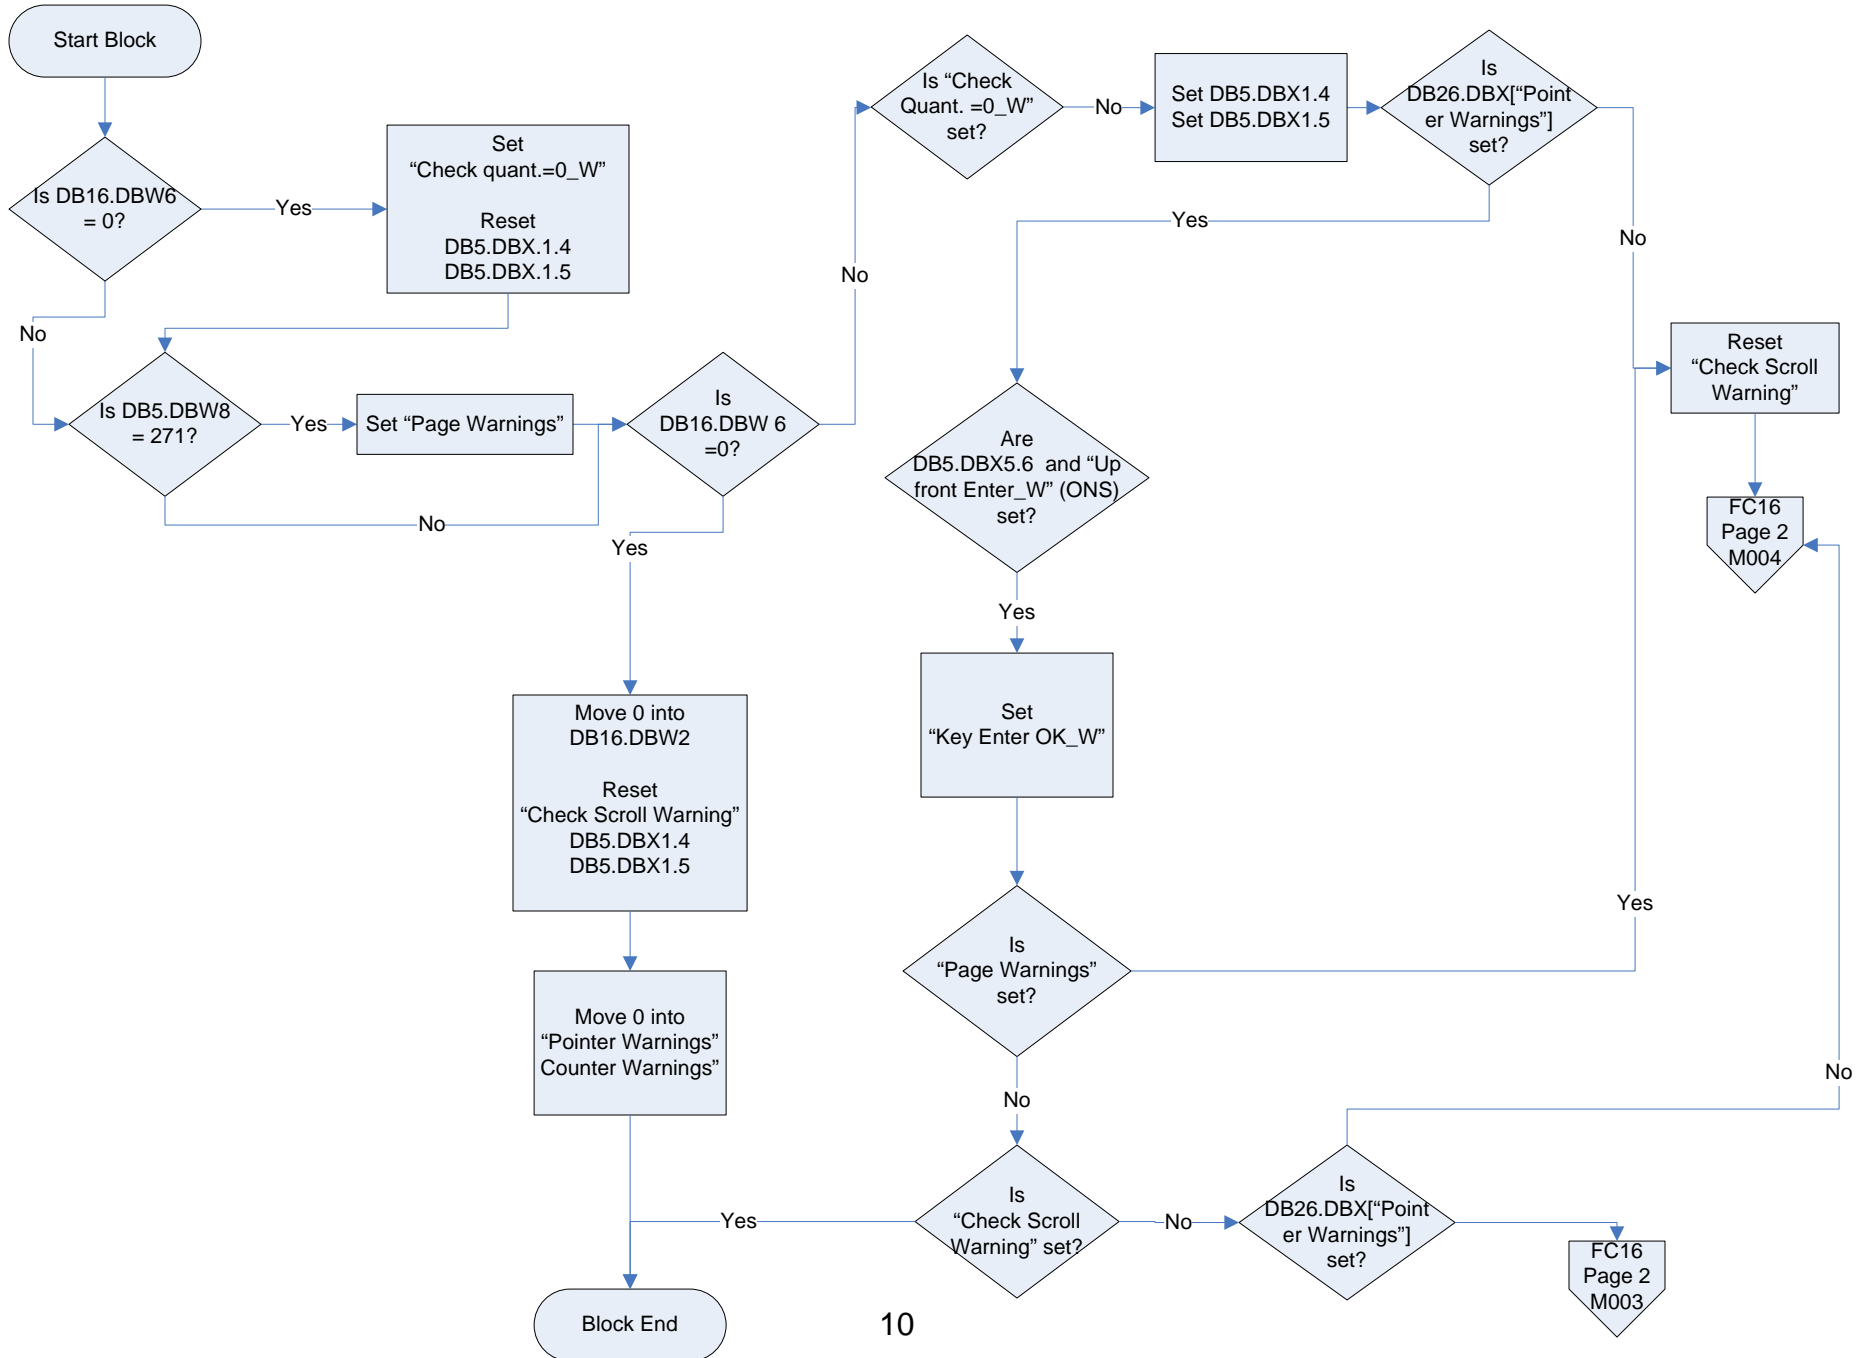 Start Block
Is DB16.DBW6
= 0?
Yes
No
Set
“Check quant.=0_W”
Reset
DB5.DBX.1.4
DB5.DBX.1.5
Is DB5.DBW8
= 271?
Yes
No
Set “Page Warnings”
Is
DB16.DBW 6
=0?
No
Yes
Move 0 into
DB16.DBW2
Reset
“Check Scroll Warning”
DB5.DBX1.4
DB5.DBX1.5
Move 0 into
“Pointer Warnings”
Counter Warnings”
Block End
Is “Check
Quant. =0_W”
set?
No
Set DB5.DBX1.4
Set DB5.DBX1.5
Is
DB26.DBX[“Point
er Warnings”]
set?
Yes
No
Reset
“Check Scroll
Warning”
FC16
Page 2
M004
Are
DB5.DBX5.6 and “Up
front Enter_W” (ONS)
set?
Yes
Set
“Key Enter OK_W”
Is
“Page Warnings”
set?
Yes
No
Is
“Check Scroll
Warning” set?
Yes
No
Is
DB26.DBX[“Point
er Warnings”]
set?
No
FC16
Page 2
M003
10